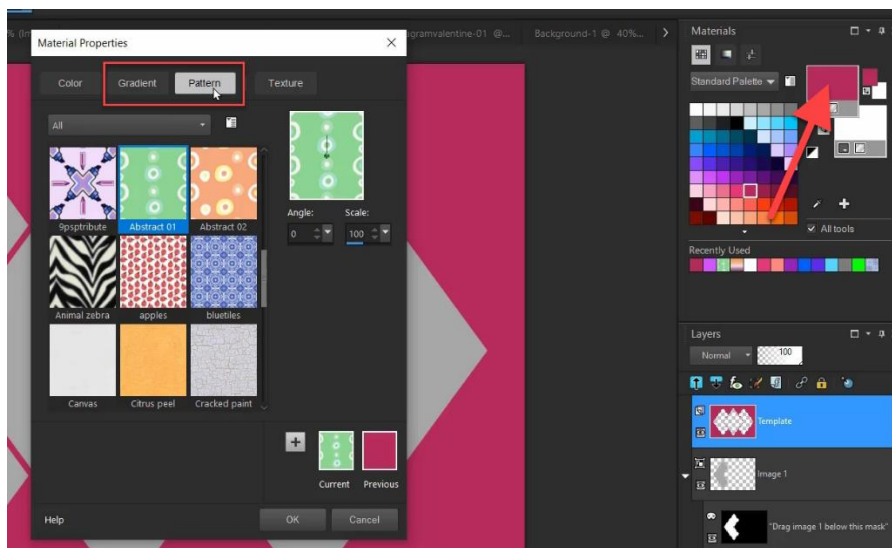 agramvalentine-01 @...
Background-1 @ 40%...
Material Properties
Color
Gradient
Pattern
Texture
All
9psptribute
Abstract 01
Abstract 02
Animal zebra
apples
bluetiles
Canvas
Citrus peel
Cracked paint
Angle:
Scale:
0
100
Current
Previous
Help
OK
Cancel
Materials
Standard Palette
All tools
Recently Used
Layers
Normal
100
Template
Image 1
"Drag image 1 below this mask"